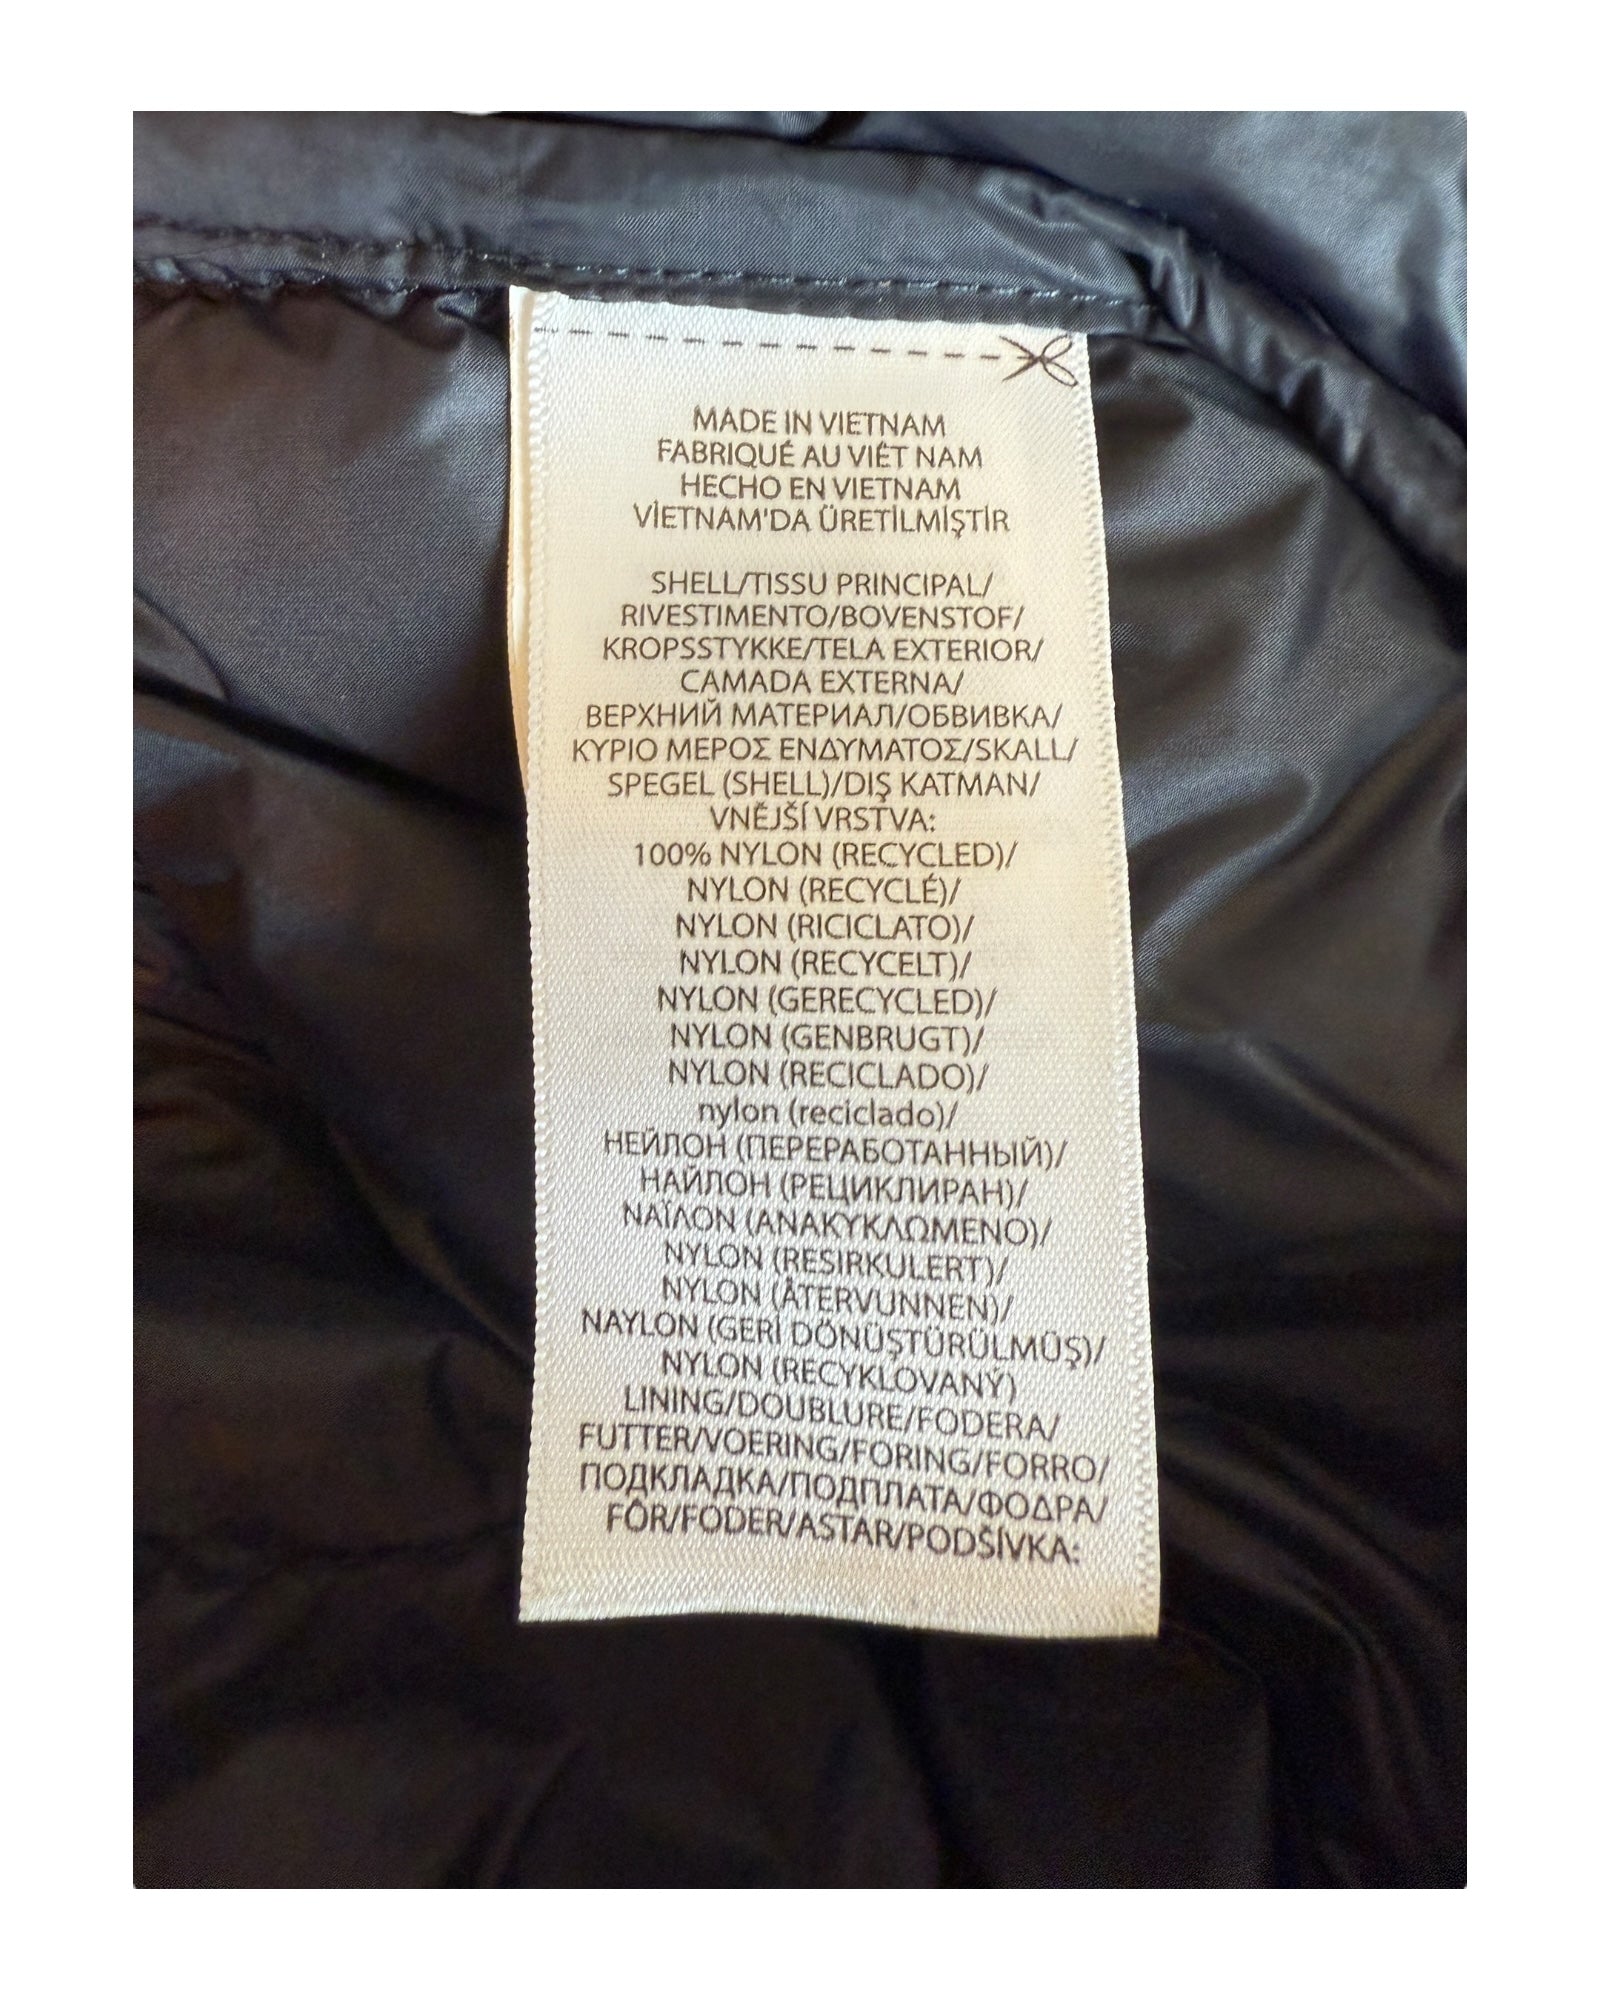 MADE IN VIETNAM
FABRIQUÉ AU VIÊT NAM
HECHO EN VIETNAM
VİETNAM'DA ÜRETİLMİŞTİR
SHELL/TISSU PRINCIPAL/
RIVESTIMENTO/BOVENSTOF/
KROPSSTYKKE/TELA EXTERIOR/
CAMADA EXTERNA/
ВЕРХНИЙ МАТЕРИАЛ/ОБВИВКА/
ΚΥΡΙΟ ΜΕΡΟΣ ΕΝΔΥΜΑΤΟΣ/SKALL/
SPEGEL (SHELL)/DIŞ KATMAN/
VNĚJŠÍ VRSTVA:
100% NYLON (RECYCLED)/
NYLON (RECYCLÉ)/
NYLON (RICICLATO)/
NYLON (RECYCELT)/
NYLON (GERECYCLED)/
NYLON (GENBRUGT)/
NYLON (RECICLADO)/
nylon (reciclado)/
НЕЙЛОН (ПЕРЕРАБОТАННЫЙ)/
НАЙЛОН (РЕЦИКЛИРАН)/
ΝΑΪΛΟΝ (ΑΝΑΚΥΚΛΩΜΕΝΟ)/
NYLON (RESIRKULERT)/
NYLON (ÅTERVUNNEN)/
NAYLON (GERİ DÖNÜŞTÜRÜLMÜŞ)/
NYLON (RECYKLOVANÝ)
LINING/DOUBLURE/FODERA/
FUTTER/VOERING/FORING/FORRO/
ПОДКЛАДКА/ПОДПЛАТА/ΦΟΔΡΑ/
FÔR/FODER/ASTAR/PODŠÍVKA: